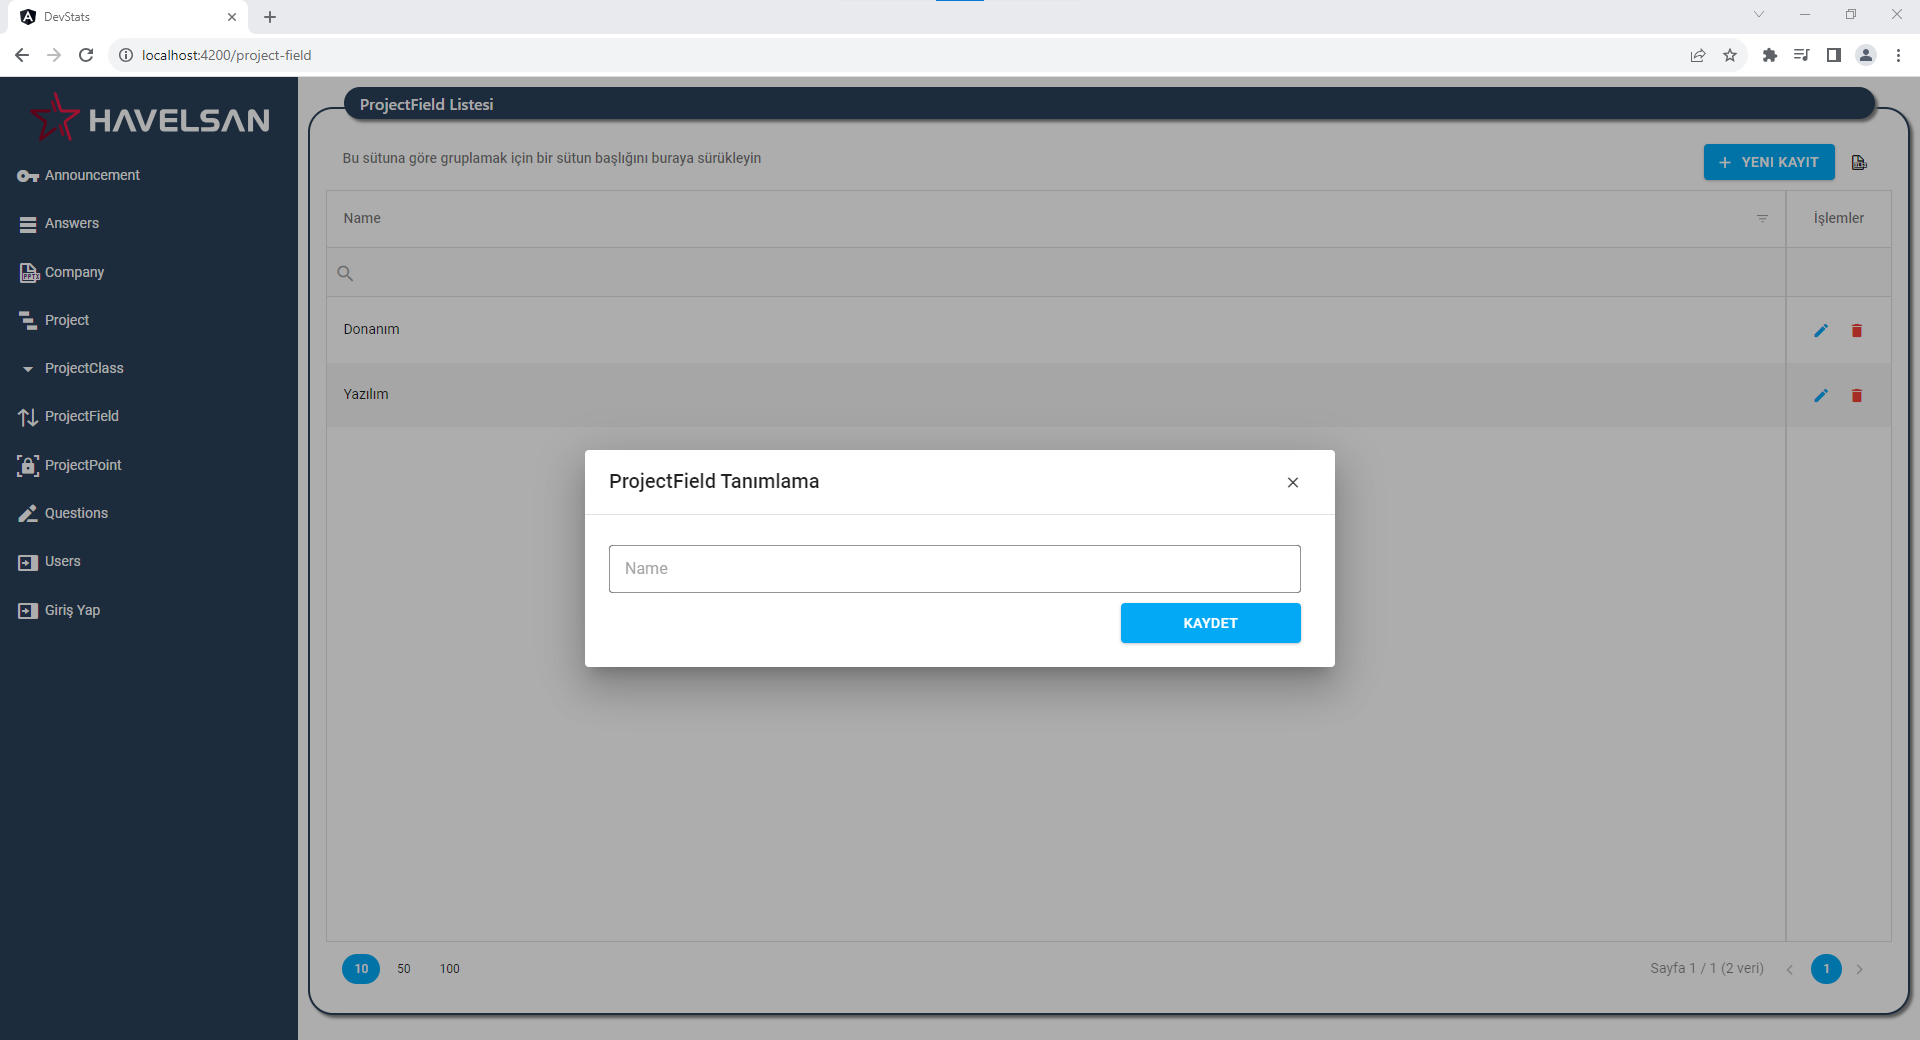 DevStats
localhost:4200/project-field
HAVELSAN
Announcement
Answers
Company
Project
ProjectClass
ProjectField
ProjectPoint
Questions
Users
Giriş Yap
ProjectField Listesi
Bu sütuna göre gruplamak için bir sütun başlığını buraya sürükleyin
YENI KAYIT
Name
İşlemler
Donanım
Yazılım
ProjectField Tanımlama
Name
KAYDET
10 50 100
Sayfa 1 / 1 (2 veri) 1